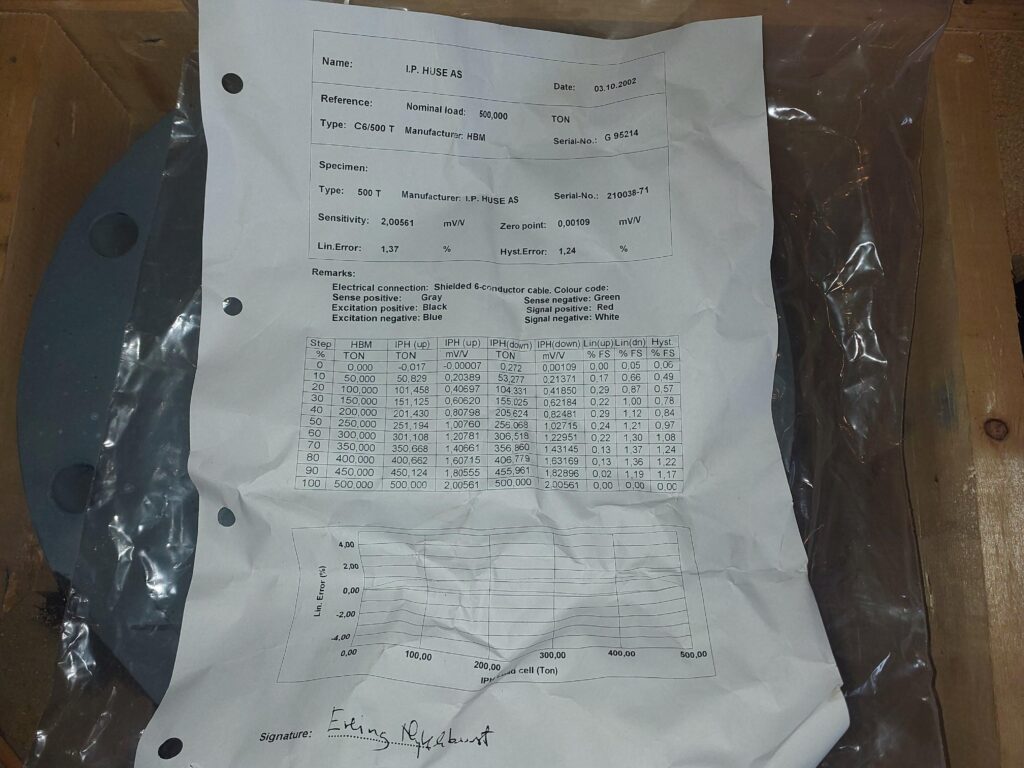 Name: I.P. HUSE AS Date: 03.10.2002
Reference: Nominal load: 500,000 TON
Type: C6/500 T Manufacturer: HBM Serial-No.: G 95214
Specimen:
Type: 500 T Manufacturer: I.P. HUSE AS Serial-No.: 210038-71
Sensitivity: 2,00561 mV/V Zero point: 0,00109 mV/V
Lin.Error: 1,37 % Hyst.Error: 1,24 %
Remarks:
Electrical connection: Shielded 6-conductor cable. Colour code:
Sense positive: Gray Sense negative: Green
Excitation positive: Black Signal positive: Red
Excitation negative: Blue Signal negative: White
Step HBM IPH (up) IPH (up) IPH(down) IPH(down) Lin(up) Lin(dn) Hyst.
% TON TON mV/V TON mV/V % FS % FS % FS
0 0,000 -0,017 -0,00007 0,272 0,00109 0,00 0,05 0,06
10 50,000 50,829 0,20389 53,277 0,21371 0,17 0,66 0,49
20 100,000 101,458 0,40697 104,331 0,41850 0,29 0,87 0,57
30 150,000 151,125 0,60620 155,025 0,62184 0,22 1,00 0,78
40 200,000 201,430 0,80798 205,624 0,82481 0,29 1,12 0,84
50 250,000 251,194 1,00760 256,068 1,02715 0,24 1,21 0,97
60 300,000 301,108 1,20781 306,518 1,22951 0,22 1,30 1,08
70 350,000 350,668 1,40661 356,860 1,43145 0,13 1,37 1,24
80 400,000 400,662 1,60715 406,779 1,63169 0,13 1,36 1,22
90 450,000 450,124 1,80555 455,961 1,82896 0,02 1,19 1,17
100 500,000 500,000 2,00561 500,000 2,00561 0,00 0,00 0,00
4,00
2,00
0,00
-2,00
-4,00
Lin. Error (%)
0,00 100,00 200,00 300,00 400,00 500,00
cell (Ton)
Signature: Erling